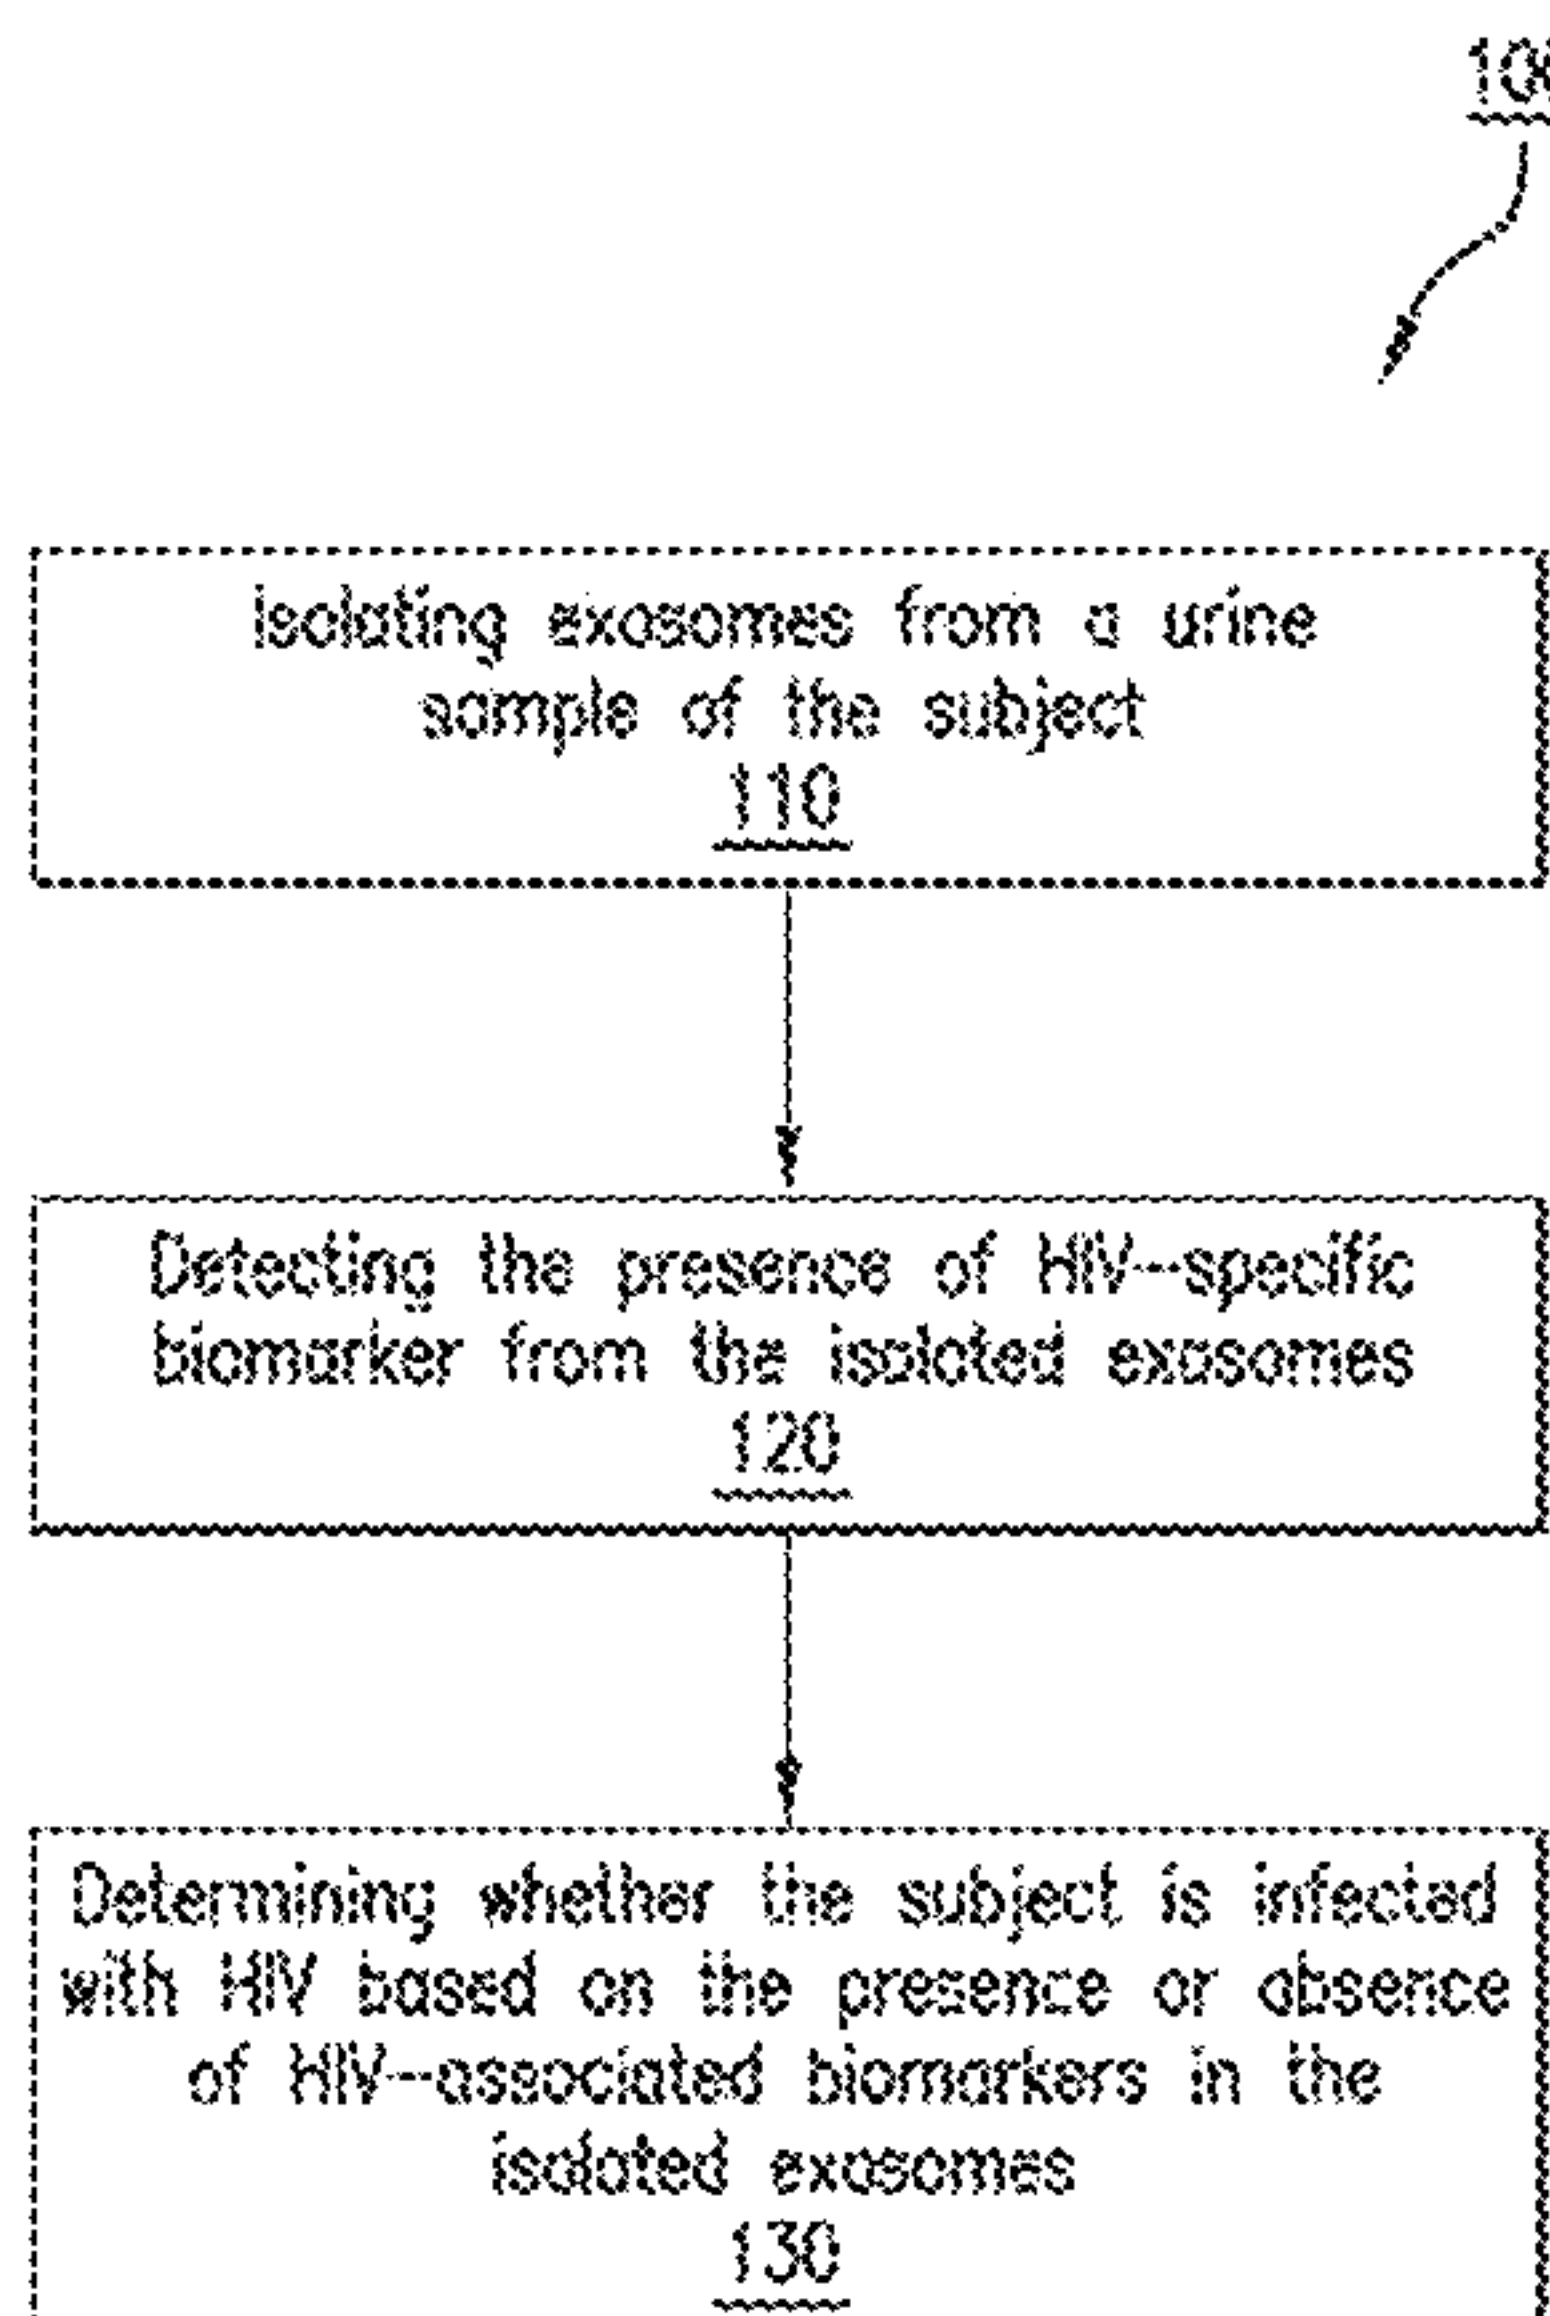 isolating exosomes from a urine
sample of the subject
110
Detecting the presence of HIV-specific
biomarker from the isolated exosomes
120
Determining whether the subject is infected
with HIV based on the presence or absence
of HIV-associated biomarkers in the
isolated exosomes
130